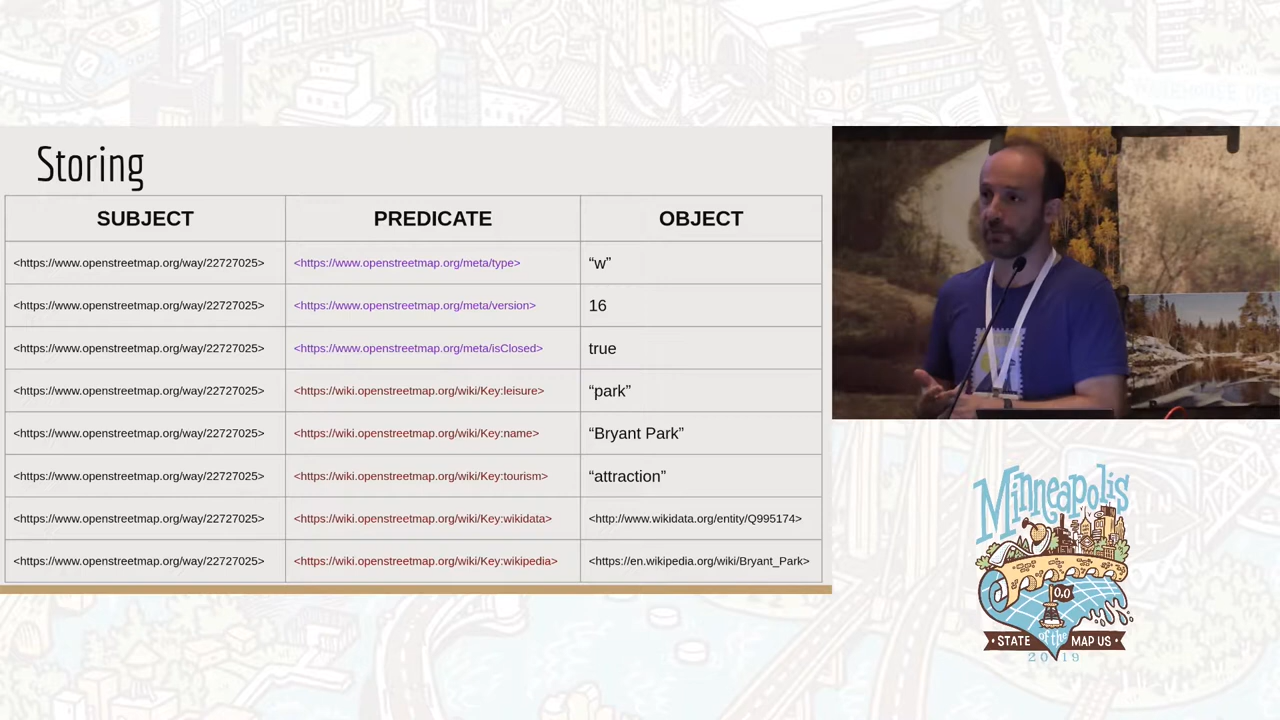 Storing
SUBJECT PREDICATE OBJECT
<https://www.openstreetmap.org/way/22727025> <https://www.openstreetmap.org/meta/type> “w”
<https://www.openstreetmap.org/way/22727025> <https://www.openstreetmap.org/meta/version> 16
<https://www.openstreetmap.org/way/22727025> <https://www.openstreetmap.org/meta/isClosed> true
<https://www.openstreetmap.org/way/22727025> <https://wiki.openstreetmap.org/wiki/Key:leisure> “park”
<https://www.openstreetmap.org/way/22727025> <https://wiki.openstreetmap.org/wiki/Key:name> “Bryant Park”
<https://www.openstreetmap.org/way/22727025> <https://wiki.openstreetmap.org/wiki/Key:tourism> “attraction”
<https://www.openstreetmap.org/way/22727025> <https://wiki.openstreetmap.org/wiki/Key:wikidata> <http://www.wikidata.org/entity/Q995174>
<https://www.openstreetmap.org/way/22727025> <https://wiki.openstreetmap.org/wiki/Key:wikipedia> <https://en.wikipedia.org/wiki/Bryant_Park>
Minneapolis
0,0
• STATE of the MAP US •
2019